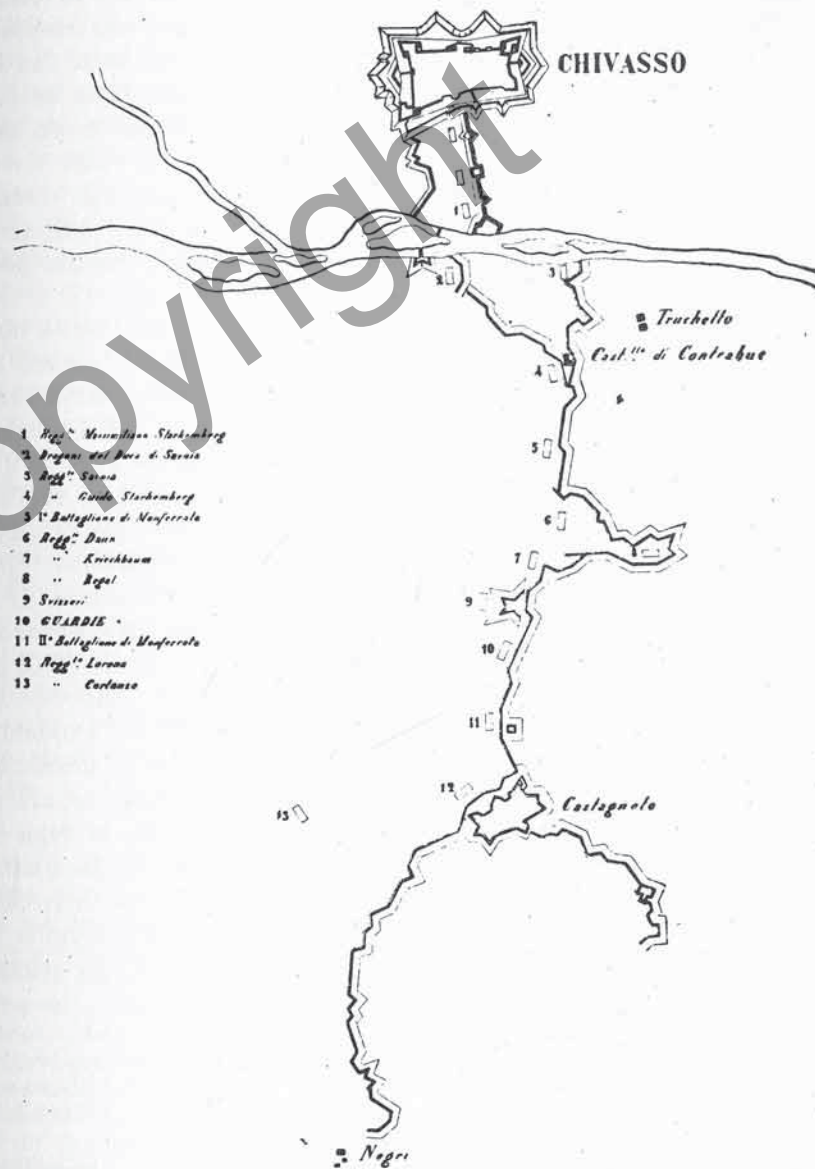 CHIVASSO
1
2
3
Truchetto
Cast.llo di Contrabue
4
5
6
7
9
10
11
12
13
Castagneto
Negri
1 Regg.to Massimiliano Starhemberg
2 Dragoni del Duca di Savoia
3 Regg.to Savoia
4 " Guido Starhemberg
5 I° Battaglione di Monferrato
6 Regg.to Daun
7 " Kriechbaum
8 " Regal
9 Svizzeri
10 GUARDIE
11 II° Battaglione di Monferrato
12 Regg.to Lorena
13 " Cortanze
opyright